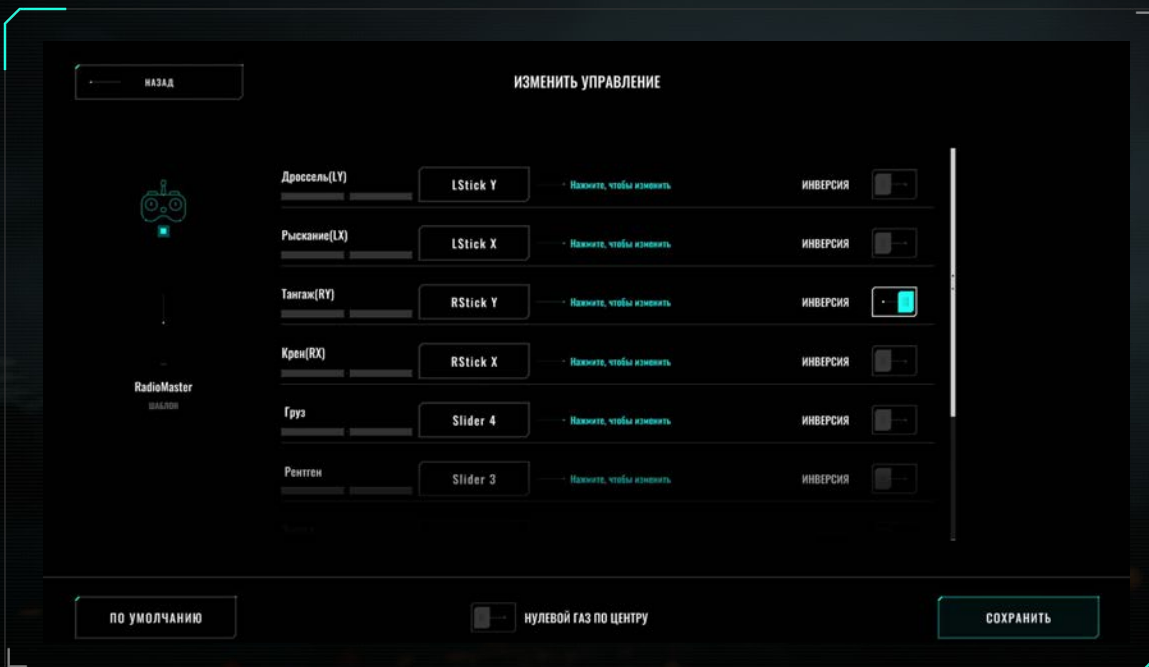 НАЗАД
ИЗМЕНИТЬ УПРАВЛЕНИЕ
Дроссель(LY)
LStick Y
Нажмите, чтобы изменить
ИНВЕРСИЯ
Рыскание(LX)
LStick X
Нажмите, чтобы изменить
ИНВЕРСИЯ
Тангаж(RY)
RStick Y
Нажмите, чтобы изменить
ИНВЕРСИЯ
Крен(RX)
RStick X
Нажмите, чтобы изменить
ИНВЕРСИЯ
RadioMaster
ШАБЛОН
Груз
Slider 4
Нажмите, чтобы изменить
ИНВЕРСИЯ
Рентген
Slider 3
Нажмите, чтобы изменить
ИНВЕРСИЯ
ПО УМОЛЧАНИЮ
НУЛЕВОЙ ГАЗ ПО ЦЕНТРУ
СОХРАНИТЬ